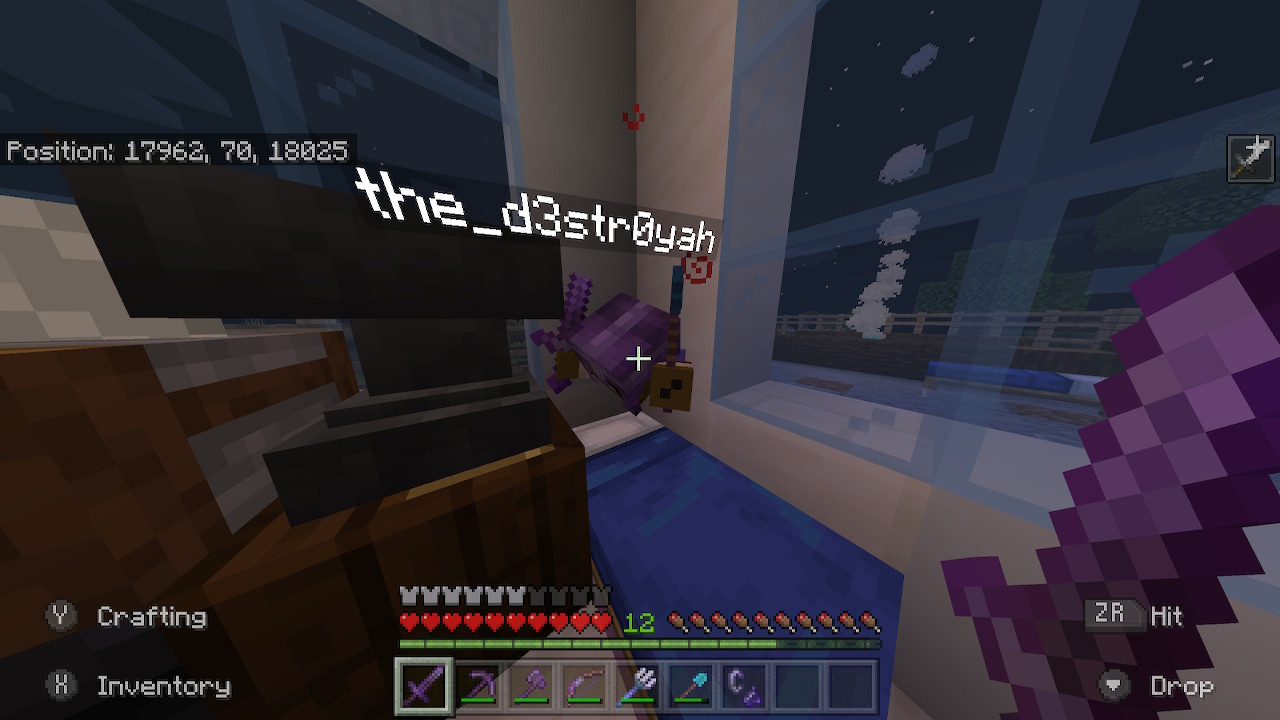 Position: 17962, 70, 18025
the_d3str0yah
12
Y Crafting
ZR Hit
X Inventory
Drop